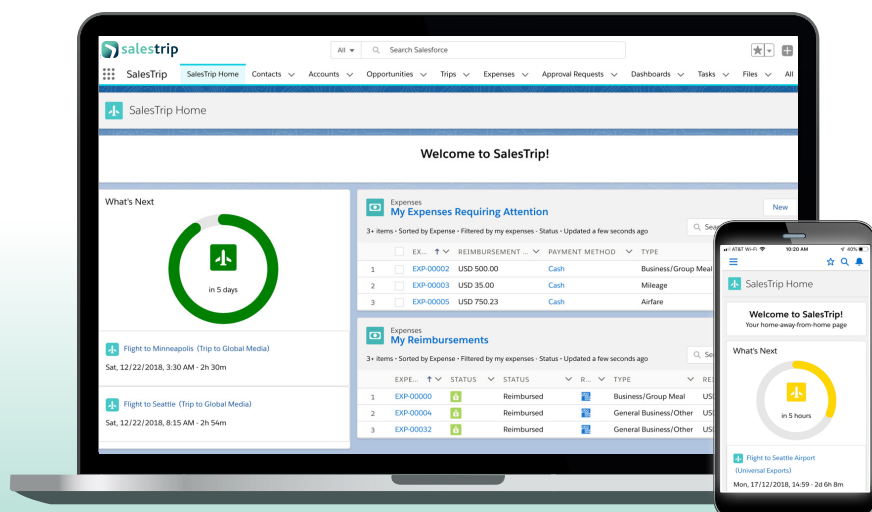 salestrip
All
Search Salesforce
SalesTrip
SalesTrip Home
Contacts
Accounts
Opportunities
Trips
Expenses
Approval Requests
Dashboards
Tasks
Files
All
SalesTrip Home
Welcome to SalesTrip!
What's Next
in 5 days
Flight to Minneapolis (Trip to Global Media)
Sat, 12/22/2018, 3:30 AM - 2h 30m
Flight to Seattle (Trip to Global Media)
Sat, 12/22/2018, 8:15 AM - 2h 54m
Expenses
My Expenses Requiring Attention
New
3+ items • Sorted by Expense • Filtered by my expenses - Status • Updated a few seconds ago
EX... REIMBURSEMENT ... PAYMENT METHOD TYPE
1 EXP-00002 USD 500.00 Cash Business/Group Meal
2 EXP-00003 USD 35.00 Cash Mileage
3 EXP-00005 USD 750.23 Cash Airfare
Expenses
My Reimbursements
3+ items • Sorted by Expense • Filtered by my expenses - Status • Updated a few seconds ago
EXPE... STATUS STATUS R... TYPE
1 EXP-00000 Reimbursed Business/Group Meal
2 EXP-00004 Reimbursed General Business/Other
3 EXP-00032 Reimbursed General Business/Other
AT&T Wi-Fi 10:20 AM 40%
SalesTrip Home
Welcome to SalesTrip!
Your home-away-from-home page
What's Next
in 5 hours
Flight to Seattle Airport
(Universal Exports)
Mon, 17/12/2018, 14:59 - 2d 6h 8m